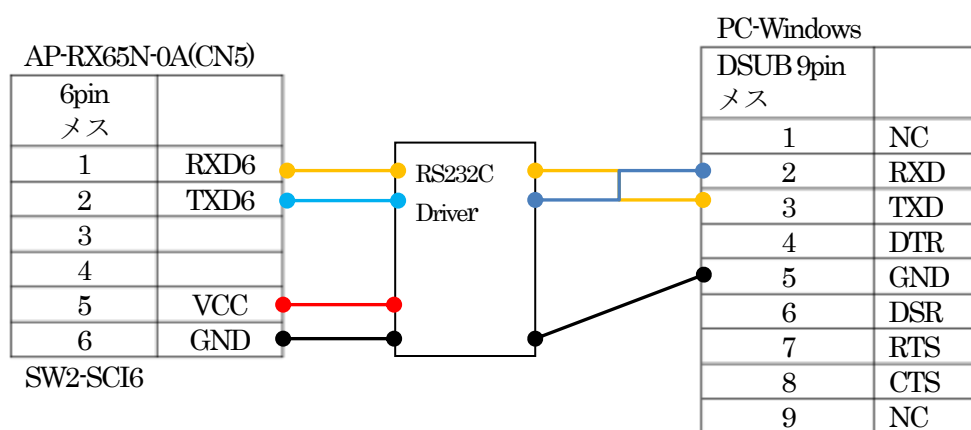 AP-RX65N-0A(CN5)
6pin
メス
1 RXD6
2 TXD6
3
4
5 VCC
6 GND
SW2-SCI6
RS232C
Driver
PC-Windows
DSUB 9pin
メス
1 NC
2 RXD
3 TXD
4 DTR
5 GND
6 DSR
7 RTS
8 CTS
9 NC